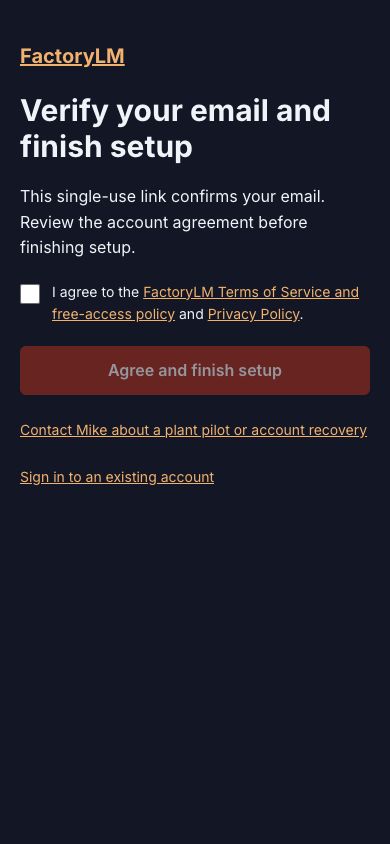 FactoryLM
Verify your email and
finish setup
This single-use link confirms your email.
Review the account agreement before
finishing setup.
I agree to the FactoryLM Terms of Service and
free-access policy and Privacy Policy.
Agree and finish setup
Contact Mike about a plant pilot or account recovery
Sign in to an existing account